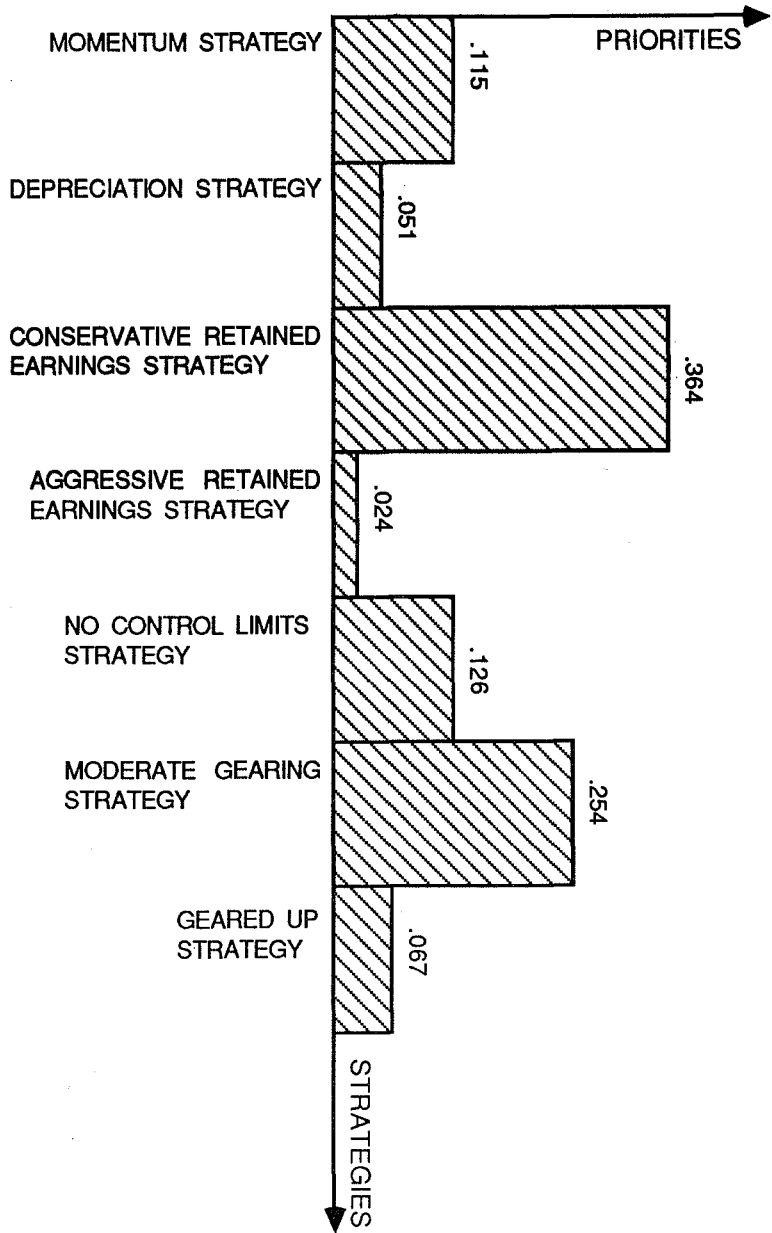 PRIORITIES
MOMENTUM STRATEGY
.115
DEPRECIATION STRATEGY
.051
CONSERVATIVE RETAINED
EARNINGS STRATEGY
.364
AGGRESSIVE RETAINED
EARNINGS STRATEGY
.024
NO CONTROL LIMITS
STRATEGY
.126
MODERATE GEARING
STRATEGY
.254
GEARED UP
STRATEGY
.067
STRATEGIES